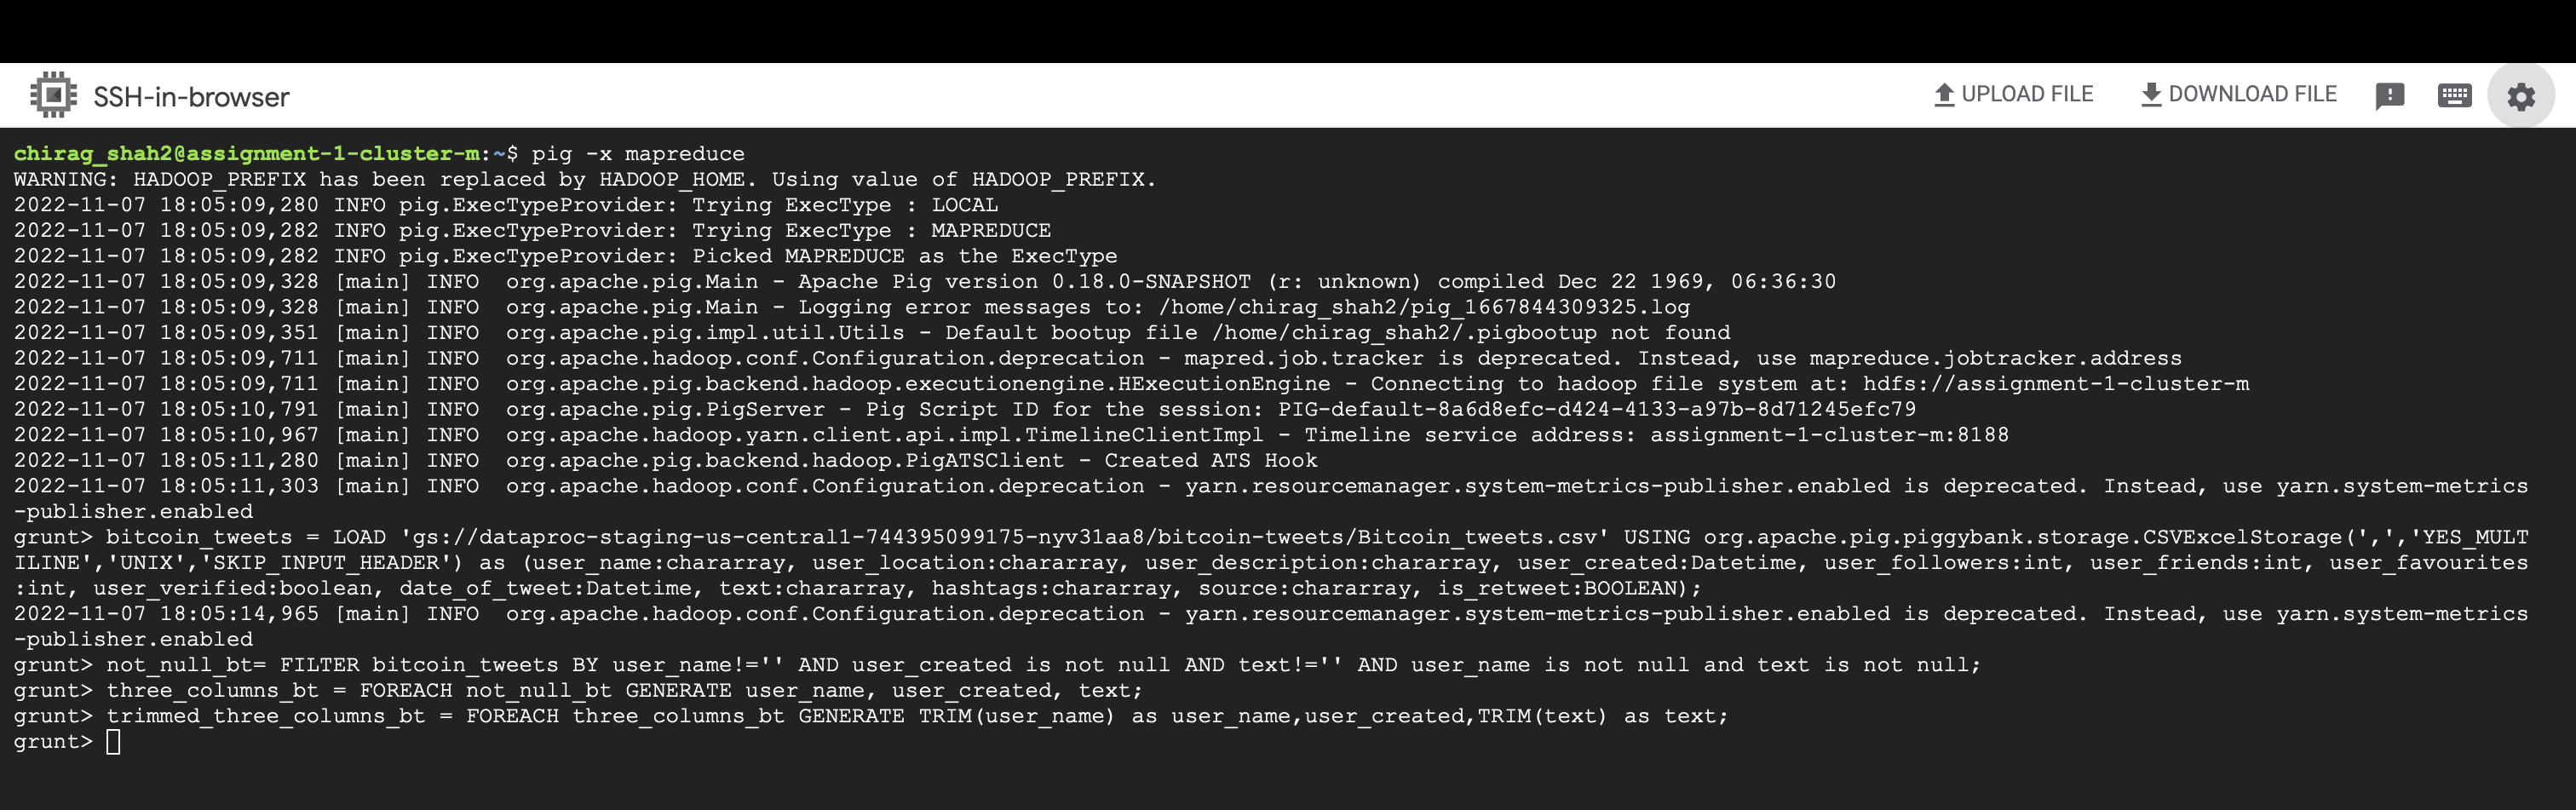 SSH-in-browser
UPLOAD FILE
DOWNLOAD FILE
chirag_shah2@assignment-1-cluster-m:~$ pig -x mapreduce
WARNING: HADOOP_PREFIX has been replaced by HADOOP_HOME. Using value of HADOOP_PREFIX.
2022-11-07 18:05:09,280 INFO pig.ExecTypeProvider: Trying ExecType : LOCAL
2022-11-07 18:05:09,282 INFO pig.ExecTypeProvider: Trying ExecType : MAPREDUCE
2022-11-07 18:05:09,282 INFO pig.ExecTypeProvider: Picked MAPREDUCE as the ExecType
2022-11-07 18:05:09,328 [main] INFO  org.apache.pig.Main - Apache Pig version 0.18.0-SNAPSHOT (r: unknown) compiled Dec 22 1969, 06:36:30
2022-11-07 18:05:09,328 [main] INFO  org.apache.pig.Main - Logging error messages to: /home/chirag_shah2/pig_1667844309325.log
2022-11-07 18:05:09,351 [main] INFO  org.apache.pig.impl.util.Utils - Default bootup file /home/chirag_shah2/.pigbootup not found
2022-11-07 18:05:09,711 [main] INFO  org.apache.hadoop.conf.Configuration.deprecation - mapred.job.tracker is deprecated. Instead, use mapreduce.jobtracker.address
2022-11-07 18:05:09,711 [main] INFO  org.apache.pig.backend.hadoop.executionengine.HExecutionEngine - Connecting to hadoop file system at: hdfs://assignment-1-cluster-m
2022-11-07 18:05:10,791 [main] INFO  org.apache.pig.PigServer - Pig Script ID for the session: PIG-default-8a6d8efc-d424-4133-a97b-8d71245efc79
2022-11-07 18:05:10,967 [main] INFO  org.apache.hadoop.yarn.client.api.impl.TimelineClientImpl - Timeline service address: assignment-1-cluster-m:8188
2022-11-07 18:05:11,280 [main] INFO  org.apache.pig.backend.hadoop.PigATSClient - Created ATS Hook
2022-11-07 18:05:11,303 [main] INFO  org.apache.hadoop.conf.Configuration.deprecation - yarn.resourcemanager.system-metrics-publisher.enabled is deprecated. Instead, use yarn.system-metrics
-publisher.enabled
grunt> bitcoin_tweets = LOAD 'gs://dataproc-staging-us-central1-744395099175-nyv31aa8/bitcoin-tweets/Bitcoin_tweets.csv' USING org.apache.pig.piggybank.storage.CSVExcelStorage(',','YES_MULT
ILINE','UNIX','SKIP_INPUT_HEADER') as (user_name:chararray, user_location:chararray, user_description:chararray, user_created:Datetime, user_followers:int, user_friends:int, user_favourites
:int, user_verified:boolean, date_of_tweet:Datetime, text:chararray, hashtags:chararray, source:chararray, is_retweet:BOOLEAN);
2022-11-07 18:05:14,965 [main] INFO  org.apache.hadoop.conf.Configuration.deprecation - yarn.resourcemanager.system-metrics-publisher.enabled is deprecated. Instead, use yarn.system-metrics
-publisher.enabled
grunt> not_null_bt= FILTER bitcoin_tweets BY user_name!='' AND user_created is not null AND text!='' AND user_name is not null and text is not null;
grunt> three_columns_bt = FOREACH not_null_bt GENERATE user_name, user_created, text;
grunt> trimmed_three_columns_bt = FOREACH three_columns_bt GENERATE TRIM(user_name) as user_name,user_created,TRIM(text) as text;
grunt>